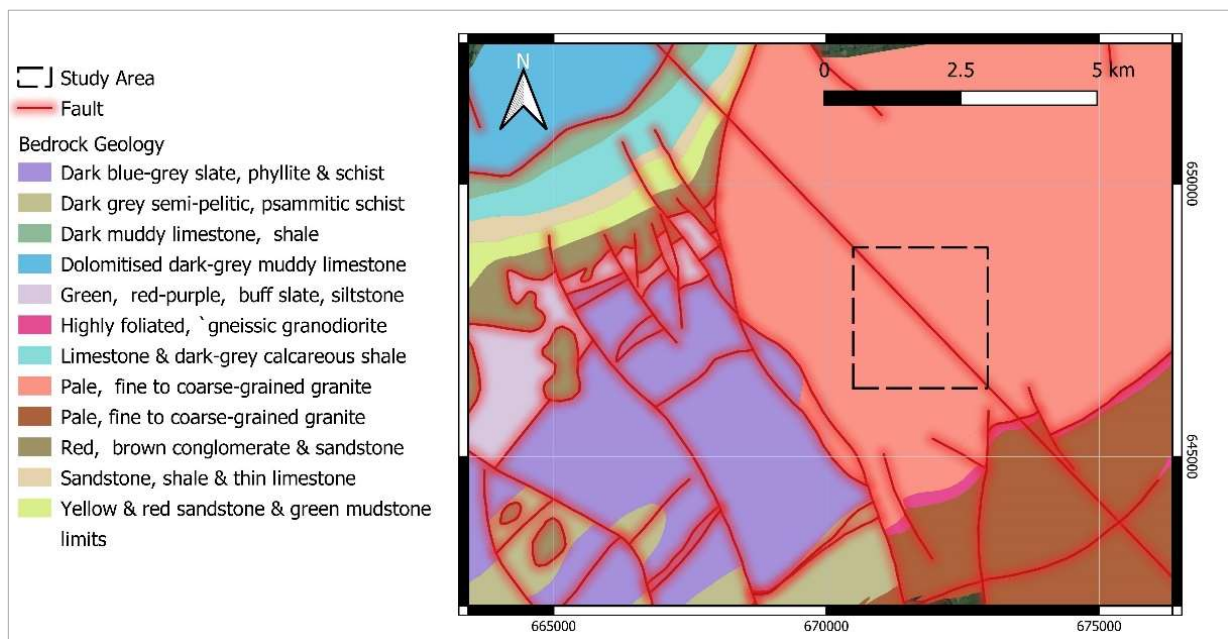 Study Area
Fault
Bedrock Geology
Dark blue-grey slate, phyllite & schist
Dark grey semi-pelitic, psammitic schist
Dark muddy limestone, shale
Dolomitised dark-grey muddy limestone
Green, red-purple, buff slate, siltstone
Highly foliated, `gneissic granodiorite
Limestone & dark-grey calcareous shale
Pale, fine to coarse-grained granite
Pale, fine to coarse-grained granite
Red, brown conglomerate & sandstone
Sandstone, shale & thin limestone
Yellow & red sandstone & green mudstone
limits
N
0 2.5 5 km
650000
645000
665000 670000 675000